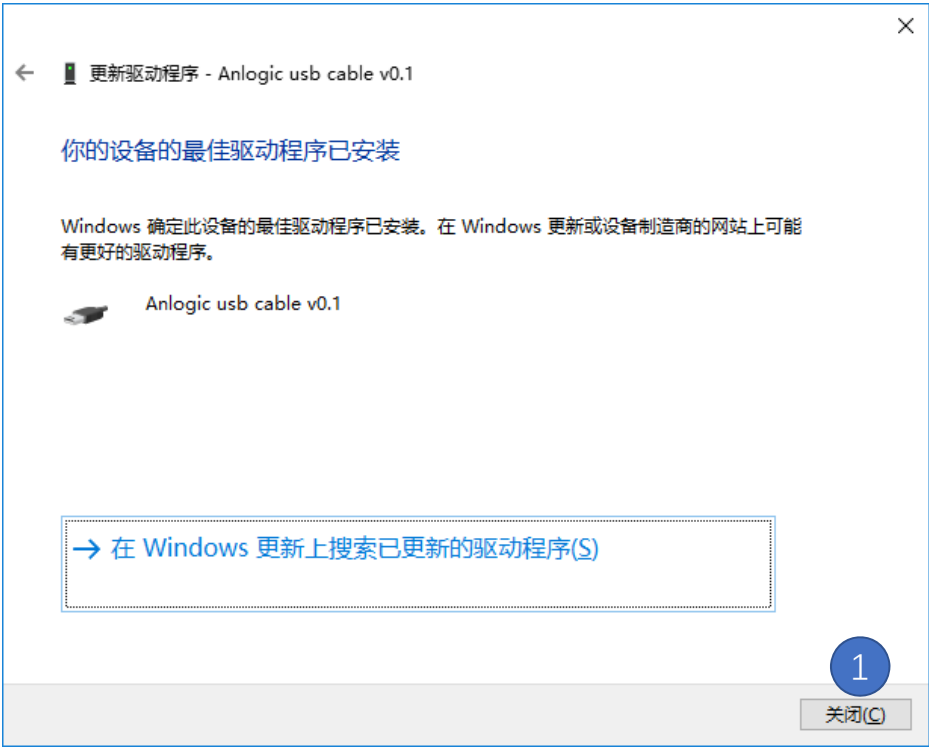 更新驱动程序 - Anlogic usb cable v0.1
你的设备的最佳驱动程序已安装
Windows 确定此设备的最佳驱动程序已安装。在 Windows 更新或设备制造商的网站上可能
有更好的驱动程序。
Anlogic usb cable v0.1
→ 在 Windows 更新上搜索已更新的驱动程序(S)
1
关闭(C)